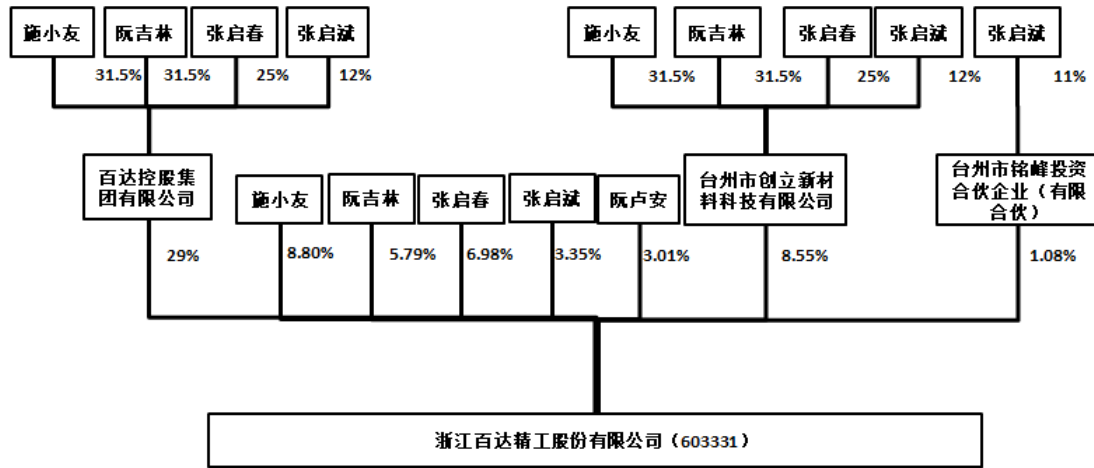 施小友
阮吉林
张启春
张启斌
施小友
阮吉林
张启春
张启斌
张启斌
31.5%
31.5%
25%
12%
31.5%
31.5%
25%
12%
11%
百达控股集
团有限公司
台州市创立新材
料科技有限公司
台州市铭峰投资
合伙企业（有限
合伙）
施小友
阮吉林
张启春
张启斌
阮卢安
29%
8.80%
5.79%
6.98%
3.35%
3.01%
8.55%
1.08%
浙江百达精工股份有限公司（603331）